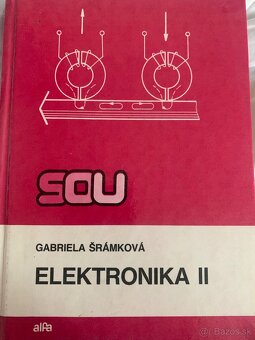 SOU
GABRIELA ŠRÁMKOVÁ
ELEKTRONIKA II
alfa
Bazos.sk